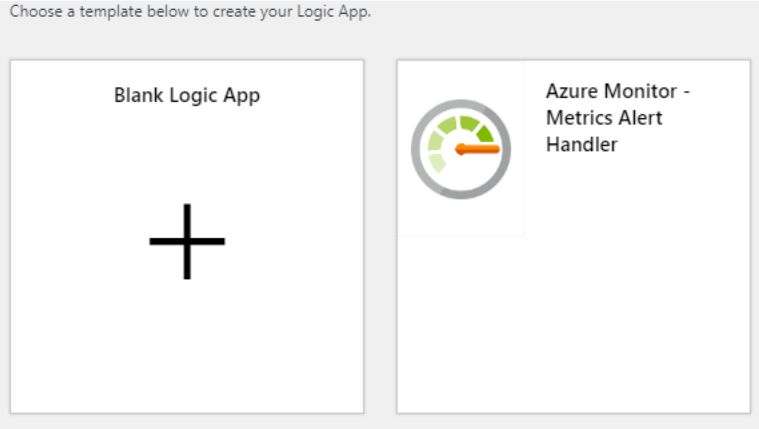 Choose a template below to create your Logic App.
Blank Logic App
Azure Monitor -
Metrics Alert
Handler